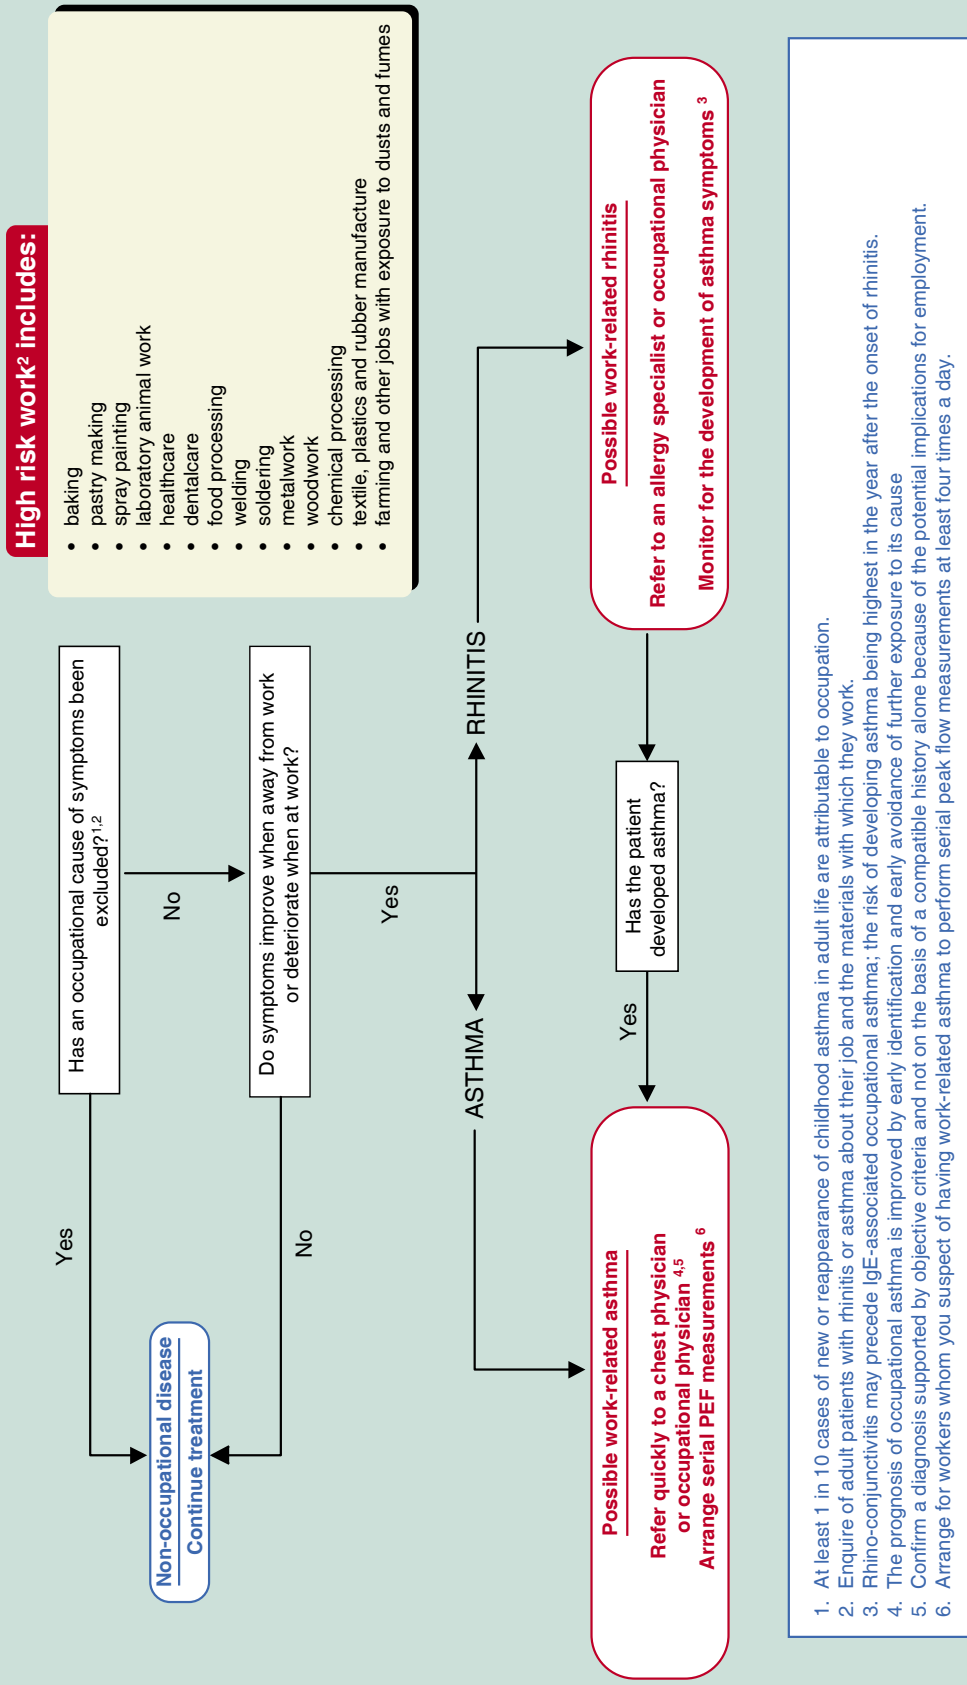 High risk work² includes:
• baking
• pastry making
• spray painting
• laboratory animal work
• healthcare
• dentalcare
• food processing
• welding
• soldering
• metalwork
• woodwork
• chemical processing
• textile, plastics and rubber manufacture
• farming and other jobs with exposure to dusts and fumes
Has an occupational cause of symptoms been
excluded?¹,²
Yes
No
Non-occupational disease
Continue treatment
Do symptoms improve when away from work
or deteriorate when at work?
No
Yes
ASTHMA
RHINITIS
Possible work-related asthma
Refer quickly to a chest physician
or occupational physician ⁴,⁵
Arrange serial PEF measurements ⁶
Yes
Has the patient
developed asthma?
Possible work-related rhinitis
Refer to an allergy specialist or occupational physician
Monitor for the development of asthma symptoms ³
1. At least 1 in 10 cases of new or reappearance of childhood asthma in adult life are attributable to occupation.
2. Enquire of adult patients with rhinitis or asthma about their job and the materials with which they work.
3. Rhino-conjunctivitis may precede IgE-associated occupational asthma; the risk of developing asthma being highest in the year after the onset of rhinitis.
4. The prognosis of occupational asthma is improved by early identification and early avoidance of further exposure to its cause
5. Confirm a diagnosis supported by objective criteria and not on the basis of a compatible history alone because of the potential implications for employment.
6. Arrange for workers whom you suspect of having work-related asthma to perform serial peak flow measurements at least four times a day.